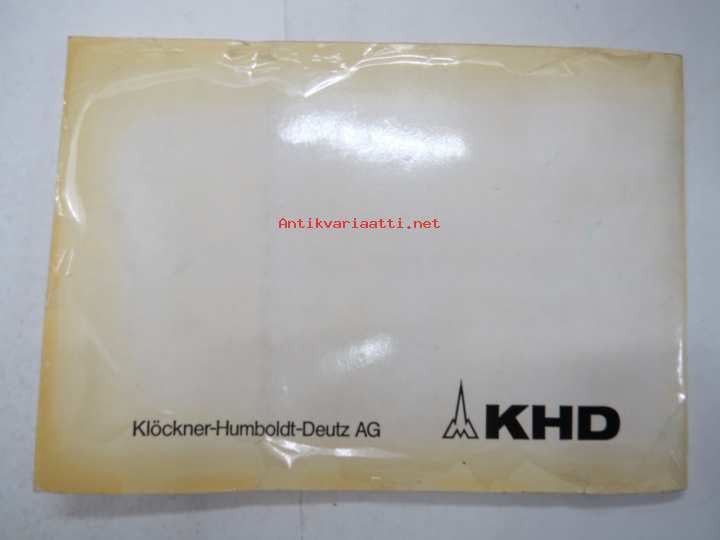 Antikvariaatti.net
Klöckner-Humboldt-Deutz AG
KHD